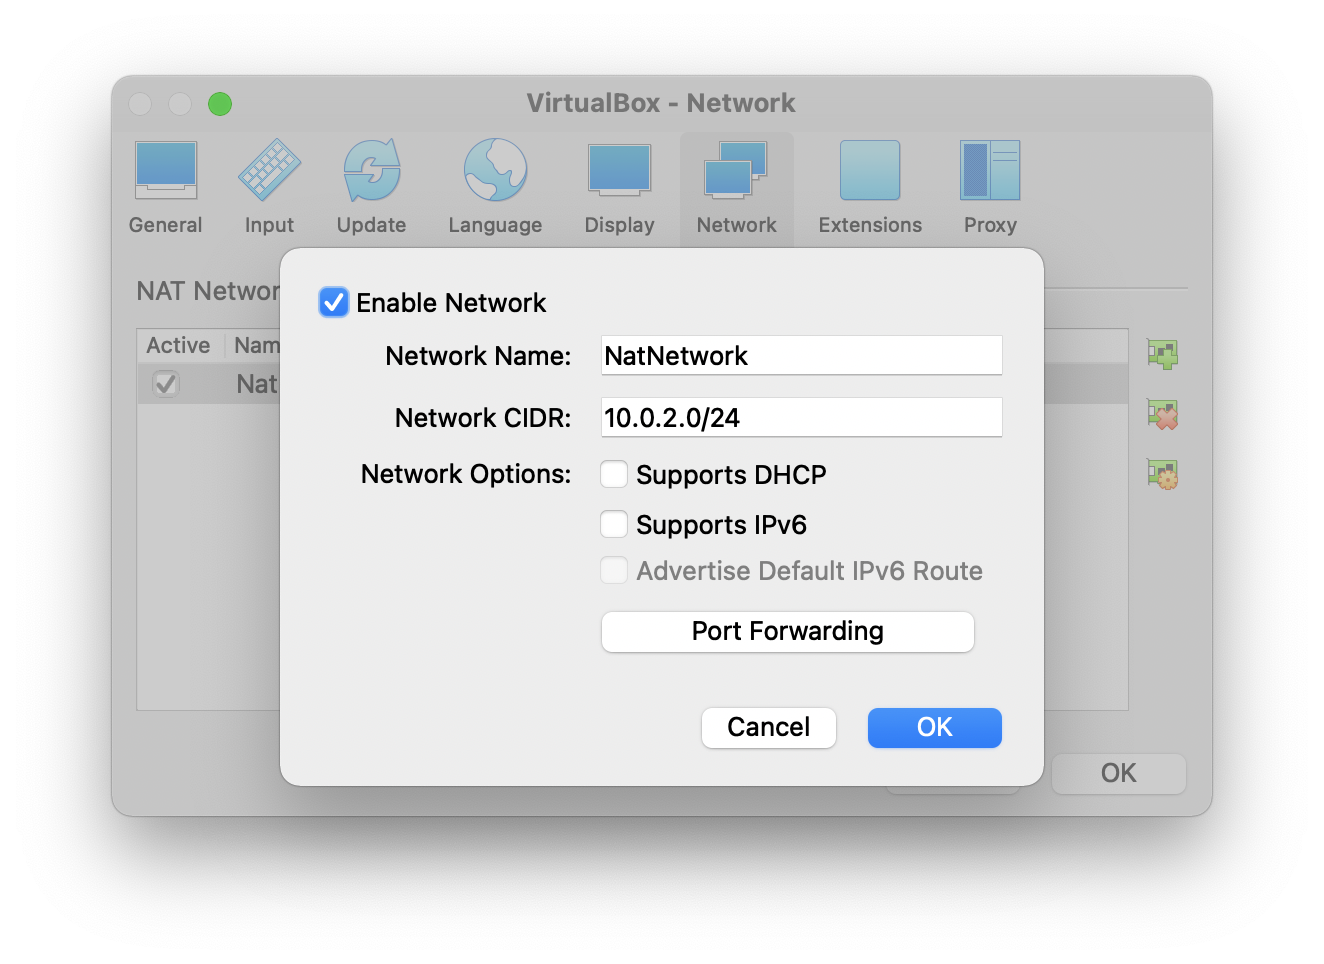 VirtualBox - Network
General Input Update Language Display Network Extensions Proxy
NAT Networ
Active Nam
Nat
Enable Network
Network Name: NatNetwork
Network CIDR: 10.0.2.0/24
Network Options: Supports DHCP
Supports IPv6
Advertise Default IPv6 Route
Port Forwarding
Cancel OK
OK